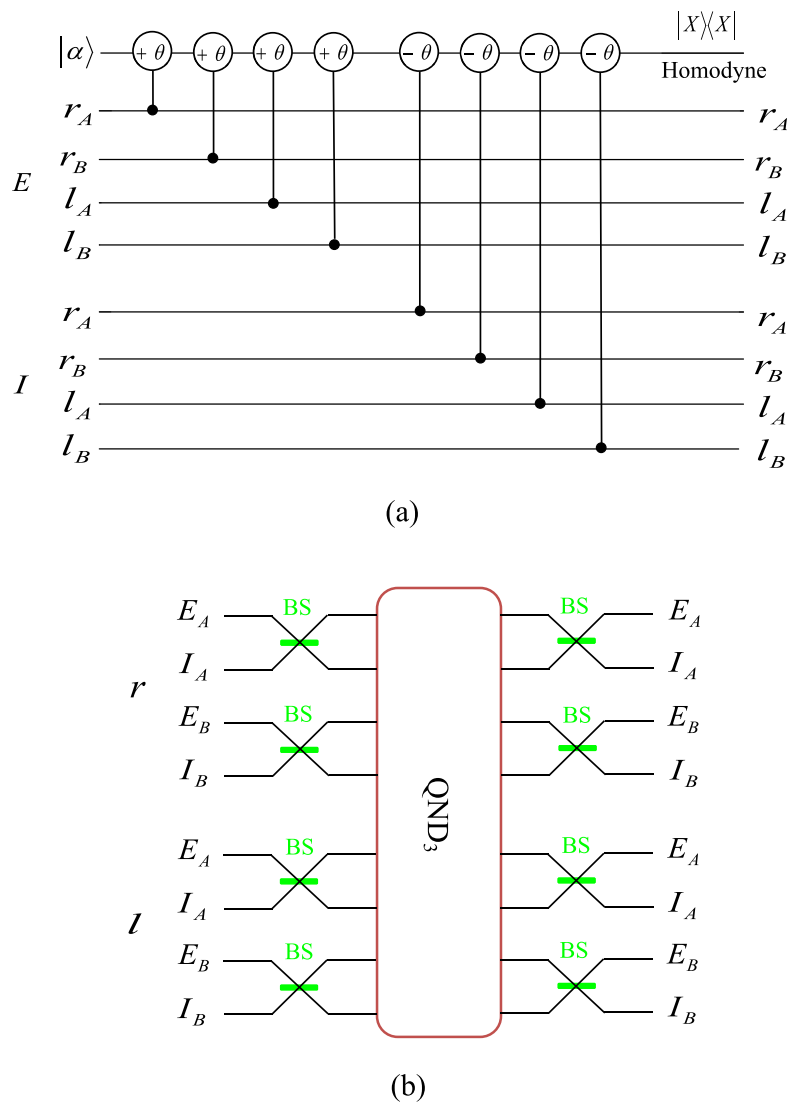 |X⟩⟨X|
|α⟩ + θ + θ + θ + θ − θ − θ − θ − θ
Homodyne
r_A r_A
r_B r_B
E
l_A l_A
l_B l_B
r_A r_A
r_B r_B
I
l_A l_A
l_B l_B
(a)
E_A BS BS E_A
I_A I_A
r
E_B BS BS E_B
I_B I_B
QND_3
E_A BS BS E_A
I_A I_A
l
E_B BS BS E_B
I_B I_B
(b)